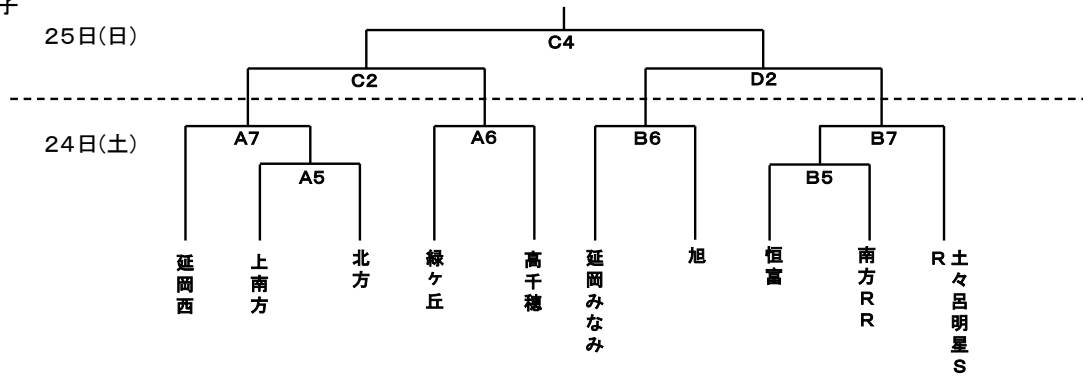 子
25日(日)
C4
C2
D2
24日(土)
A7
A6
B6
B7
A5
B5
延岡西
上南方
北方
緑ヶ丘
高千穂
延岡みなみ
旭
恒富
南方RR
土々呂明星S
R